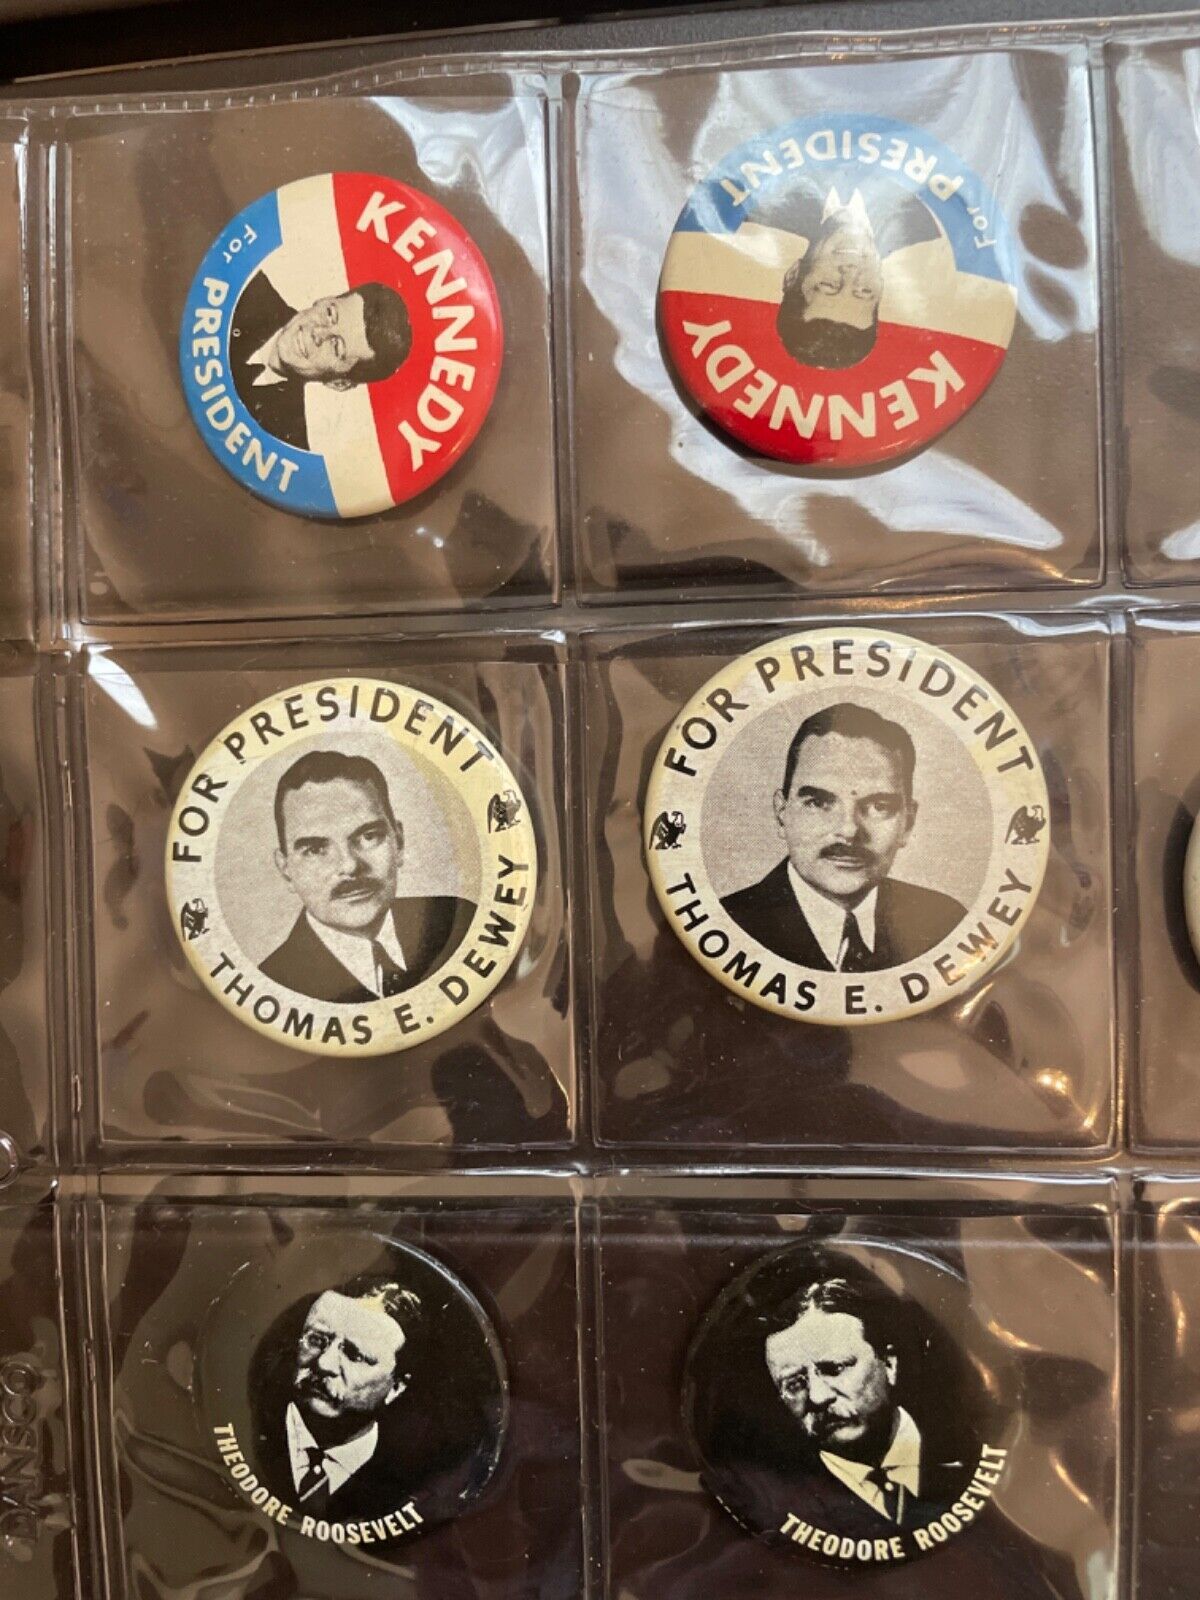 KENNEDY
For PRESIDENT
For PRESIDENT
KENNEDY
FOR PRESIDENT
THOMAS E. DEWEY
FOR PRESIDENT
THOMAS E. DEWEY
THEODORE ROOSEVELT
THEODORE ROOSEVELT
DANSCO